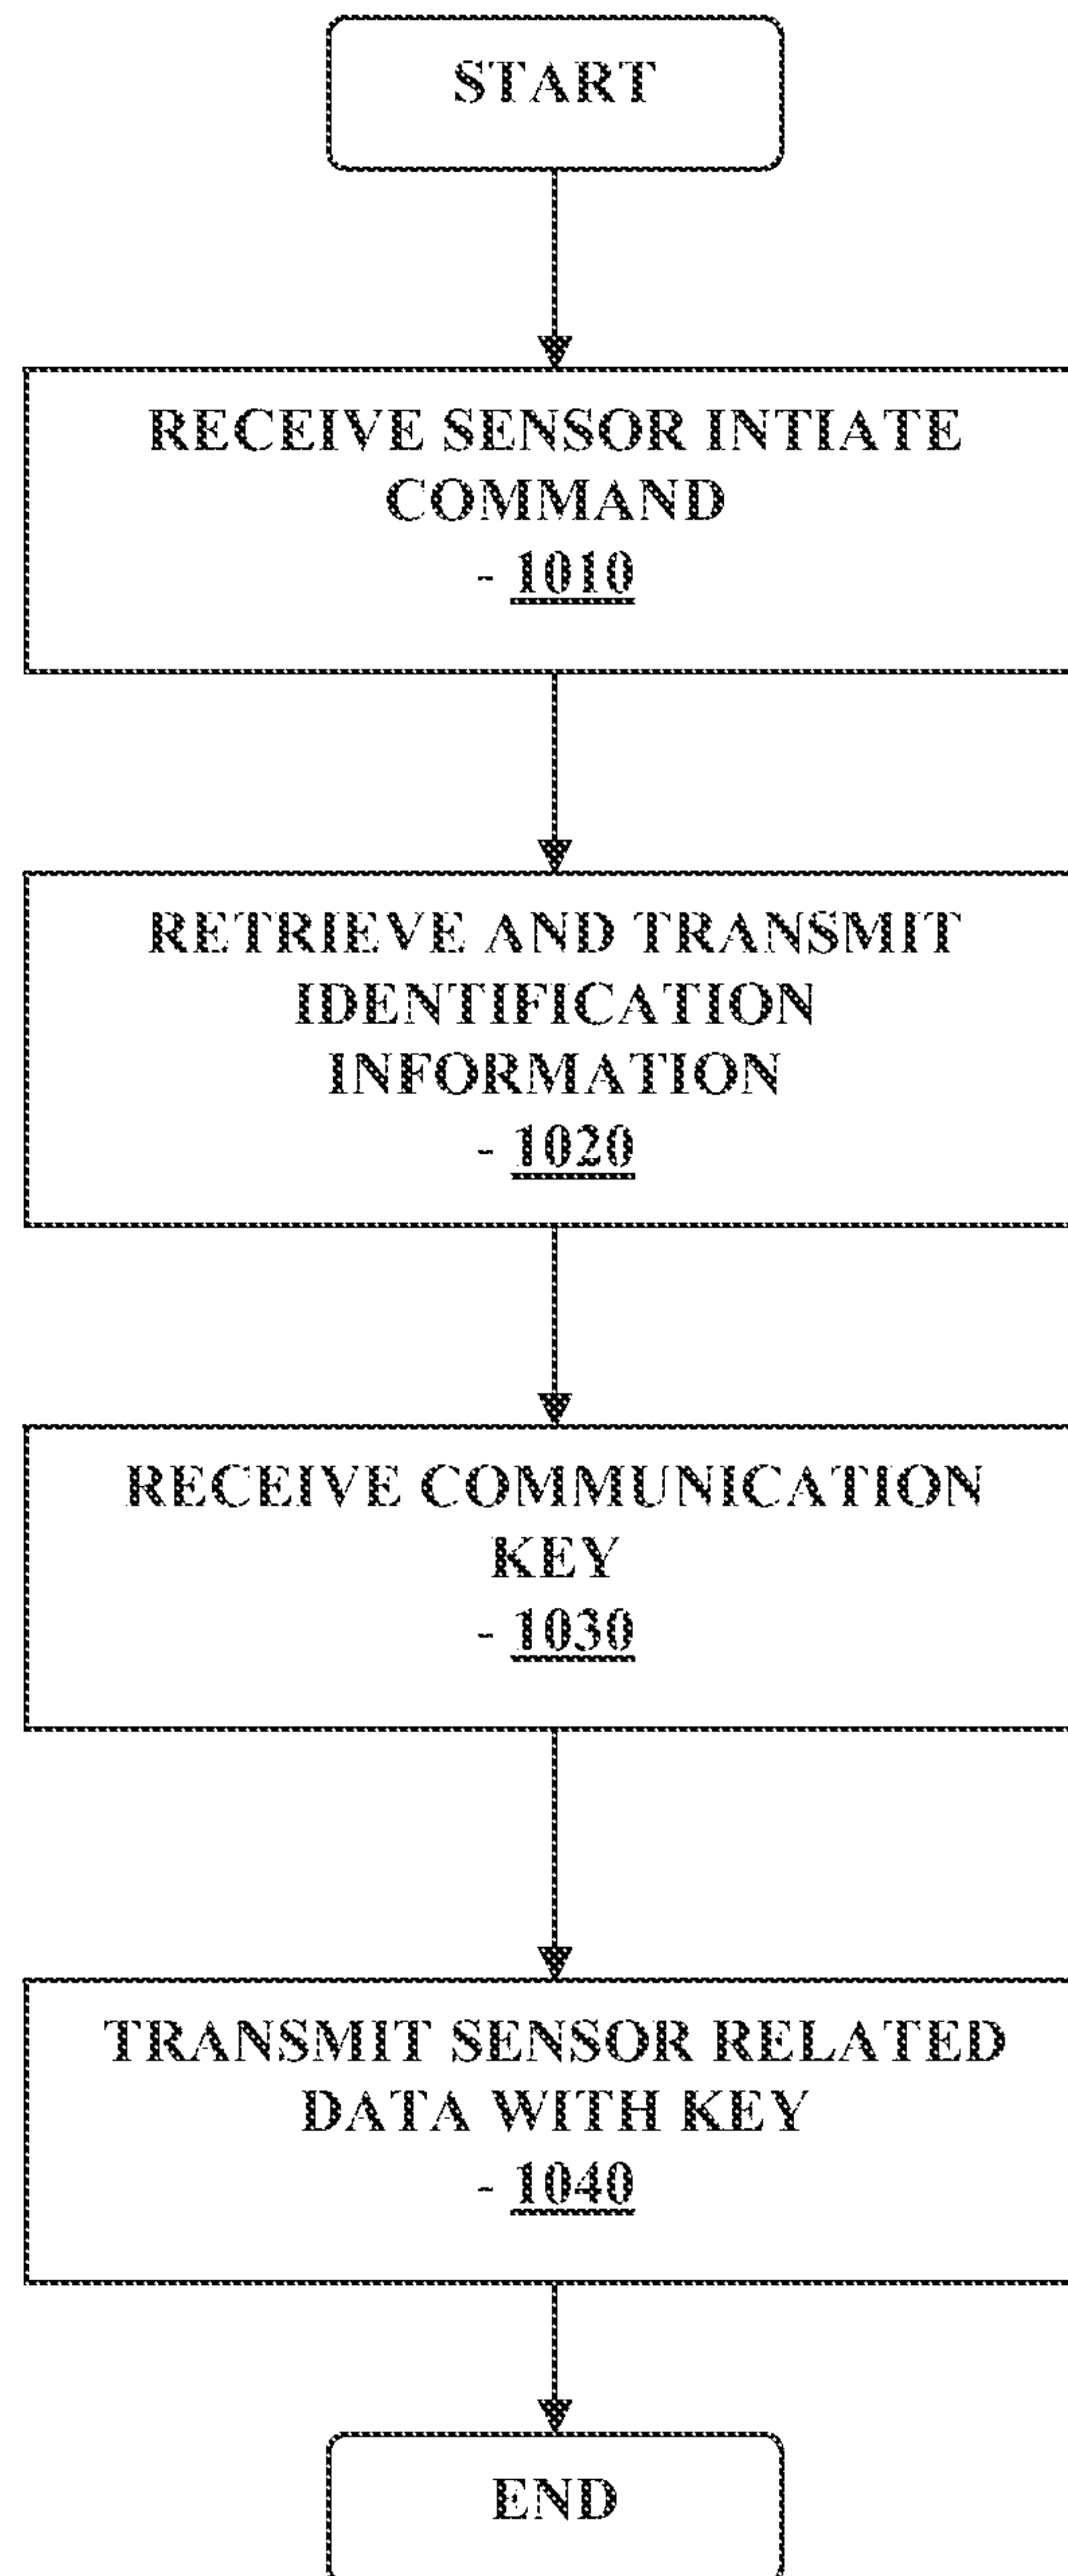 START
RECEIVE SENSOR INTIATE
COMMAND
- 1010
RETRIEVE AND TRANSMIT
IDENTIFICATION
INFORMATION
- 1020
RECEIVE COMMUNICATION
KEY
- 1030
TRANSMIT SENSOR RELATED
DATA WITH KEY
- 1040
END